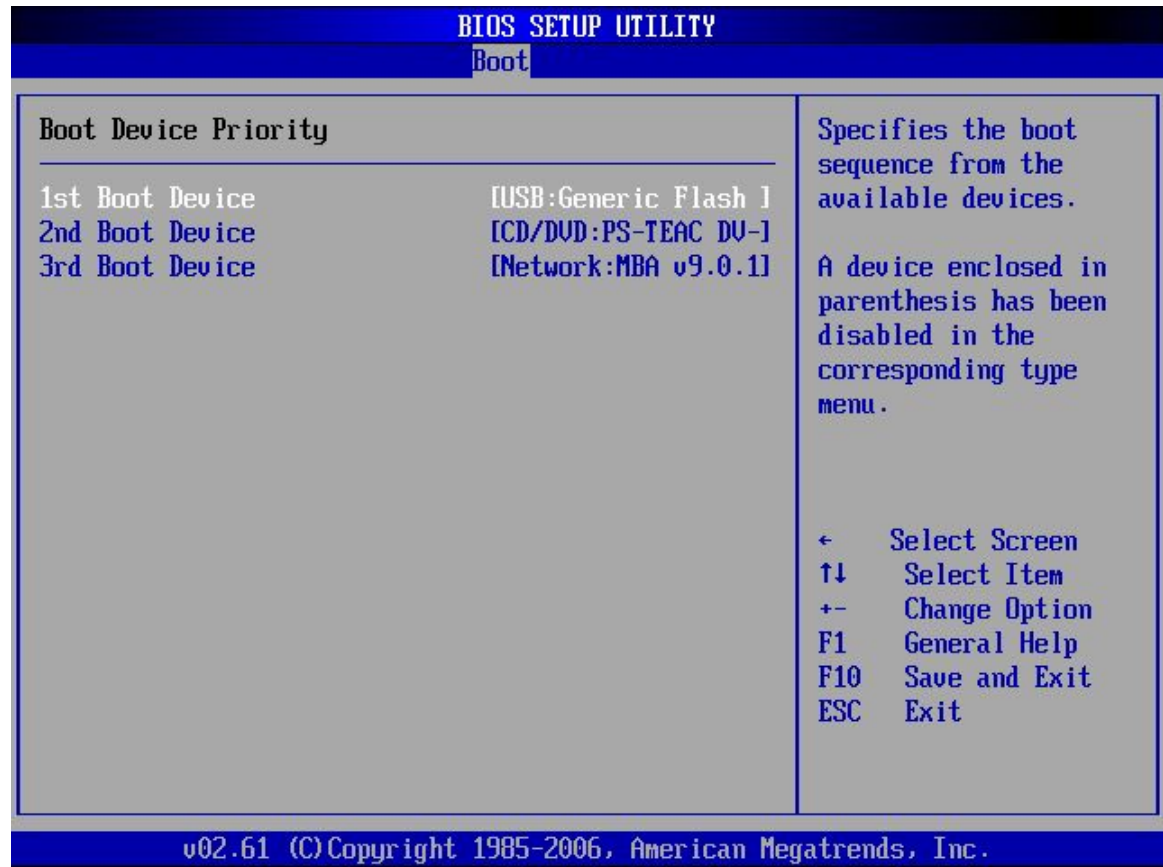 BIOS SETUP UTILITY
Boot
Boot Device Priority
1st Boot Device [USB:Generic Flash ]
2nd Boot Device [CD/DVD:PS-TEAC DV-]
3rd Boot Device [Network:MBA v9.0.1]
Specifies the boot
sequence from the
available devices.
A device enclosed in
parenthesis has been
disabled in the
corresponding type
menu.
← Select Screen
↑↓ Select Item
+- Change Option
F1 General Help
F10 Save and Exit
ESC Exit
v02.61 (C)Copyright 1985-2006, American Megatrends, Inc.